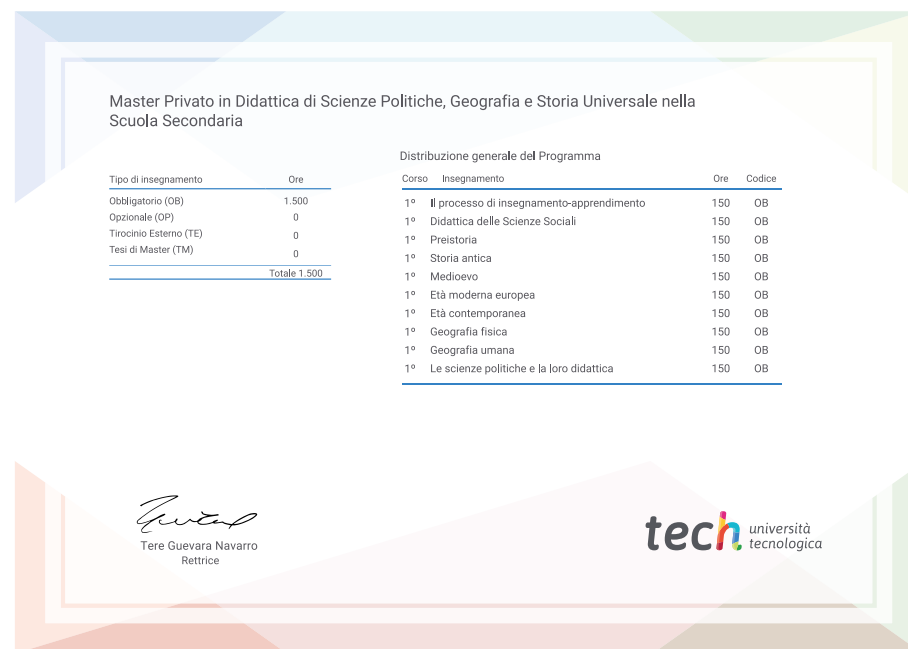 Master Privato in Didattica di Scienze Politiche, Geografia e Storia Universale nella
Scuola Secondaria
Tipo di insegnamento Ore
Obbligatorio (OB) 1.500
Opzionale (OP) 0
Tirocinio Esterno (TE) 0
Tesi di Master (TM) 0
Totale 1.500
Distribuzione generale del Programma
Corso Insegnamento Ore Codice
1º Il processo di insegnamento-apprendimento 150 OB
1º Didattica delle Scienze Sociali 150 OB
1º Preistoria 150 OB
1º Storia antica 150 OB
1º Medioevo 150 OB
1º Età moderna europea 150 OB
1º Età contemporanea 150 OB
1º Geografia fisica 150 OB
1º Geografia umana 150 OB
1º Le scienze politiche e la loro didattica 150 OB
Tere Guevara Navarro
Rettrice
tech università
tecnologica